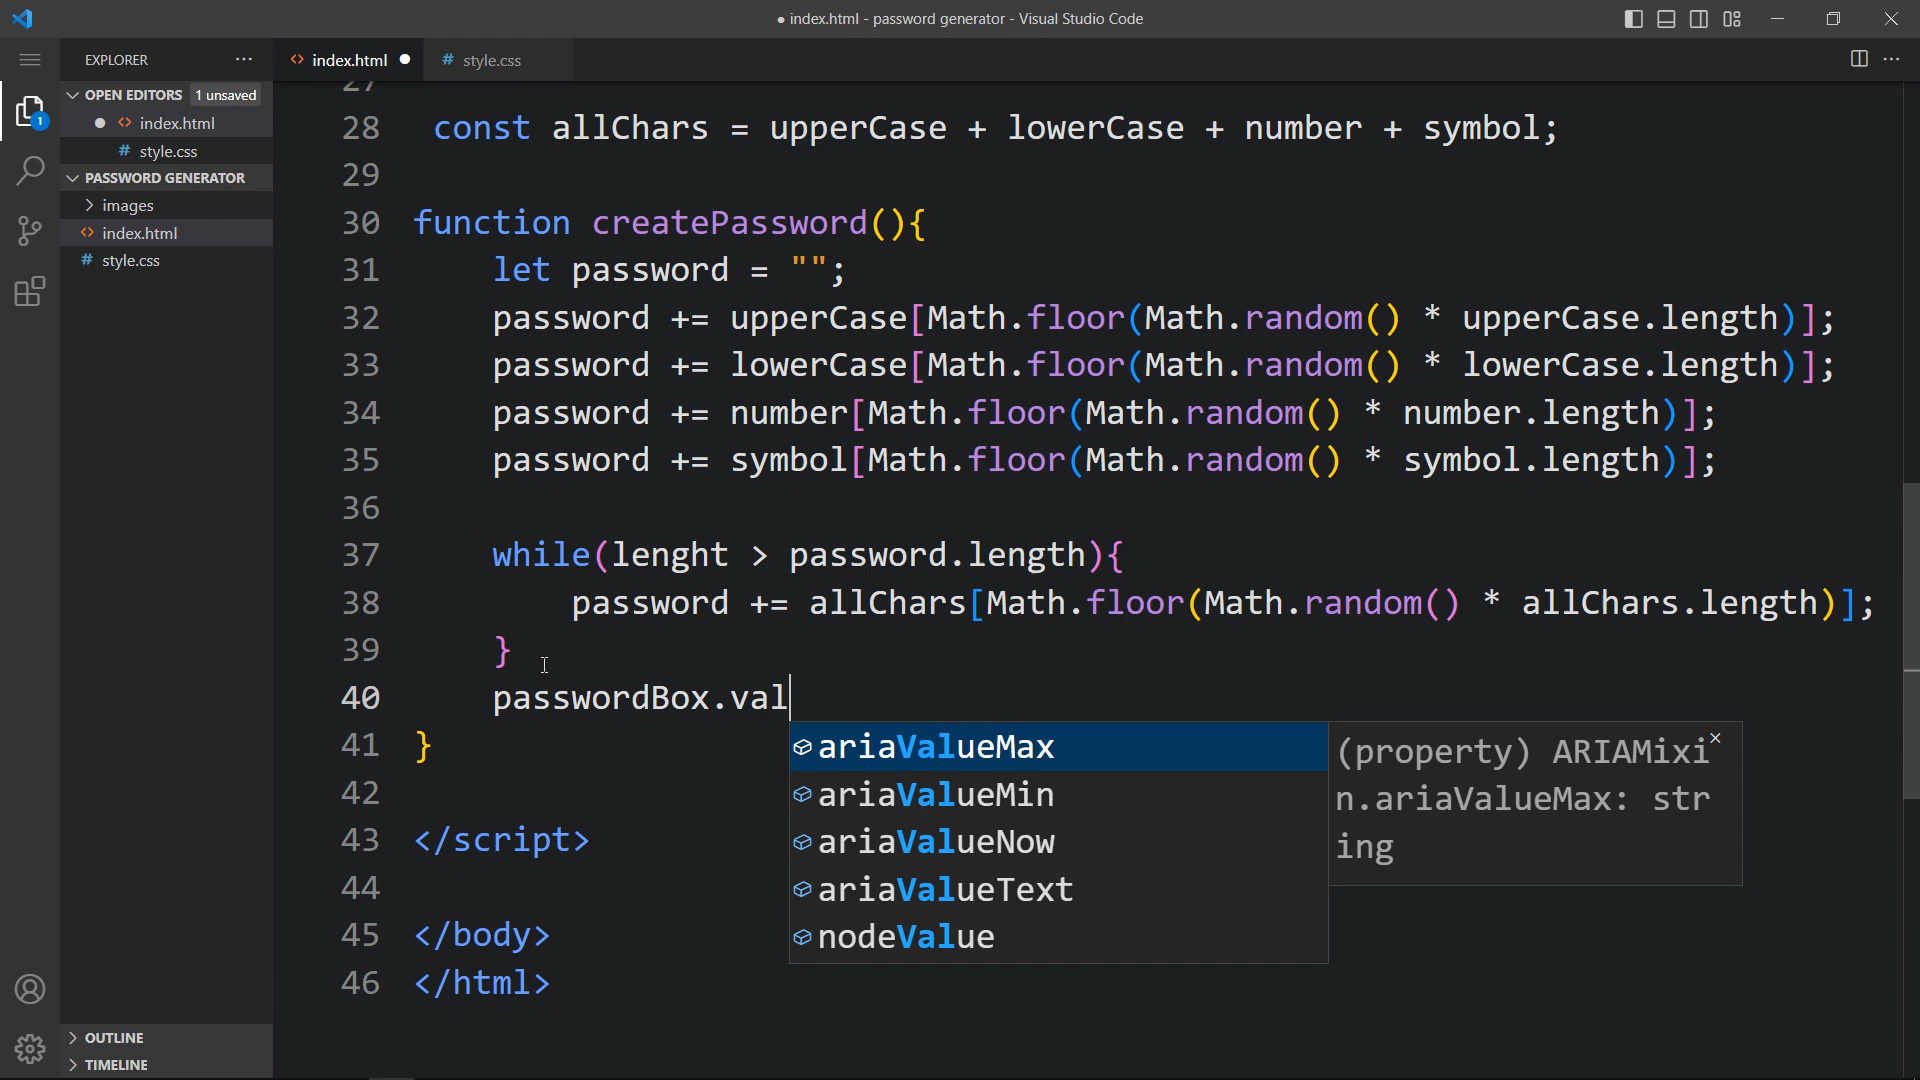 ● index.html - password generator - Visual Studio Code
EXPLORER
index.html
# style.css
OPEN EDITORS 1 unsaved
index.html
# style.css
PASSWORD GENERATOR
images
index.html
# style.css
1
27
28 const allChars = upperCase + lowerCase + number + symbol;
29
30 function createPassword(){
31 let password = "";
32 password += upperCase[Math.floor(Math.random() * upperCase.length)];
33 password += lowerCase[Math.floor(Math.random() * lowerCase.length)];
34 password += number[Math.floor(Math.random() * number.length)];
35 password += symbol[Math.floor(Math.random() * symbol.length)];
36
37 while(lenght > password.length){
38 password += allChars[Math.floor(Math.random() * allChars.length)];
39 }
40 passwordBox.val
41 }
42
43 </script>
44
45 </body>
46 </html>
ariaValueMax
ariaValueMin
ariaValueNow
ariaValueText
nodeValue
(property) ARIAMixi
n.ariaValueMax: str
ing
OUTLINE
TIMELINE